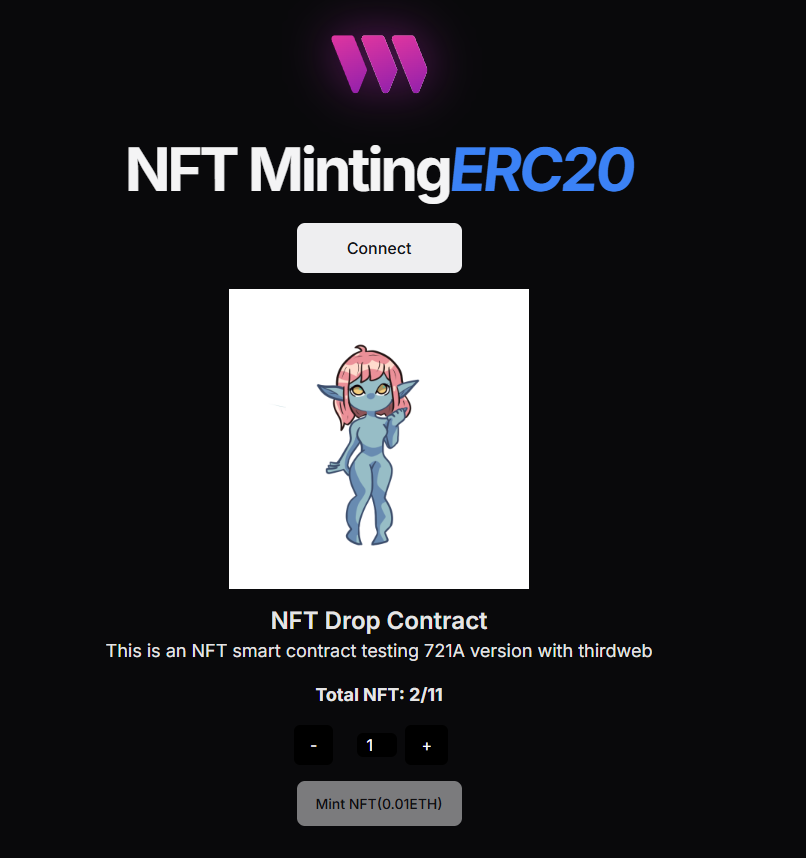 NFT MintingERC20
Connect
NFT Drop Contract
This is an NFT smart contract testing 721A version with thirdweb
Total NFT: 2/11
- 1 +
Mint NFT(0.01ETH)